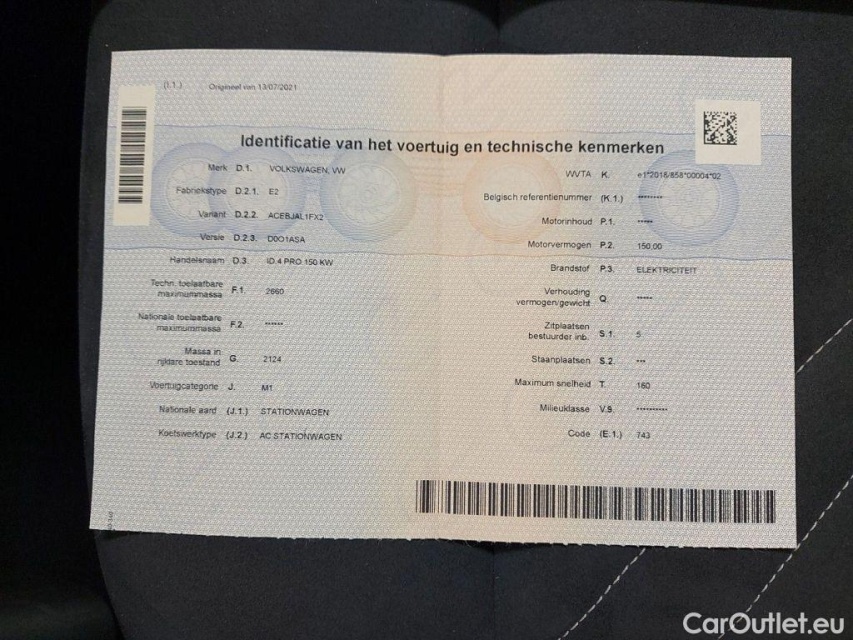 (I.1.) Origineel van 13/07/2021
Identificatie van het voertuig en technische kenmerken
Merk D.1. VOLKSWAGEN, VW
Fabriekstype D.2.1. E2
Variant D.2.2. ACEBJAL1FX2
Versie D.2.3. D0O1ASA
Handelsnaam D.3. ID.4 PRO 150 KW
Techn. toelaatbare
maximummassa F.1. 2660
Nationale toelaatbare
maximummassa F.2. ******
Massa in
rijklare toestand G. 2124
Voertuigcategorie J. M1
Nationale aard (J.1.) STATIONWAGEN
Koetswerktype (J.2.) AC STATIONWAGEN
WVTA K. e1*2018/858*00004*02
Belgisch referentienummer (K.1.) ********
Motorinhoud P.1. *****
Motorvermogen P.2. 150.00
Brandstof P.3. ELEKTRICITEIT
Verhouding
vermogen/gewicht Q. *****
Zitplaatsen
bestuurder inb. S.1. 5
Staanplaatsen S.2. ***
Maximum snelheid T. 160
Milieuklasse V.9. **********
Code (E.1.) 743
CarOutlet.eu